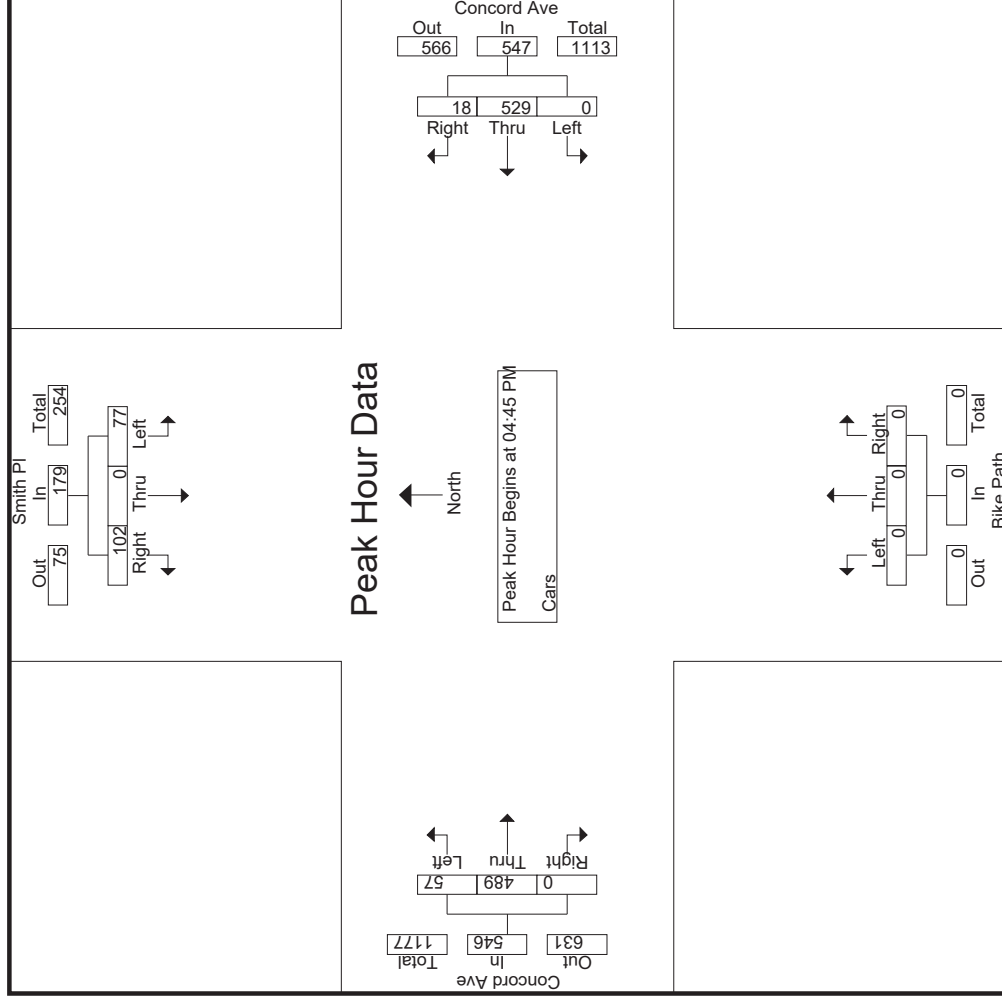 Concord Ave
Out In Total
566 547 1113
18 529 0
Right Thru Left
Smith Pl
Out In Total
75 179 254
102 0 77
Right Thru Left
Peak Hour Data
North
Peak Hour Begins at 04:45 PM
Cars
Left Thru Right
0 0 0
0 0 0
Out In Total
Bike Path
Left Thru Right
57 489 0
Total In Out
1177 546 631
Concord Ave